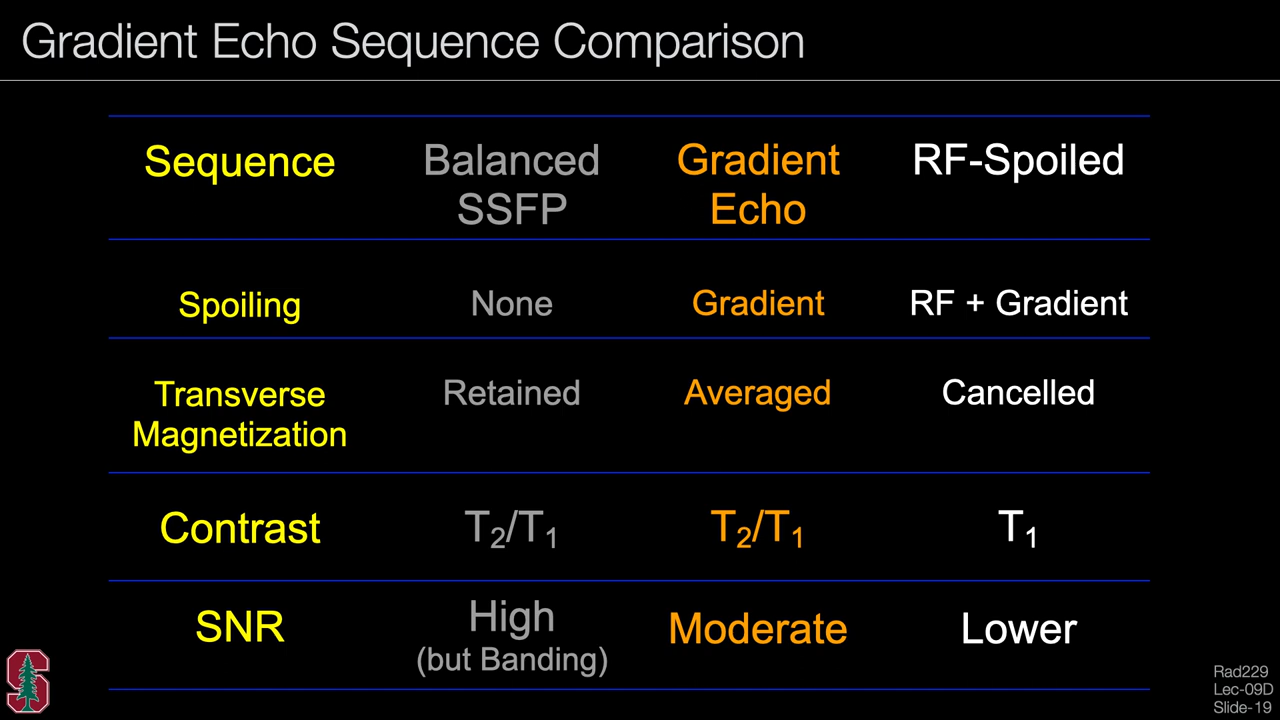 Gradient Echo Sequence Comparison
Sequence Balanced SSFP Gradient Echo RF-Spoiled
Spoiling None Gradient RF + Gradient
Transverse Magnetization Retained Averaged Cancelled
Contrast T₂/T₁ T₂/T₁ T₁
SNR High (but Banding) Moderate Lower
Rad229
Lec-09D
Slide-19